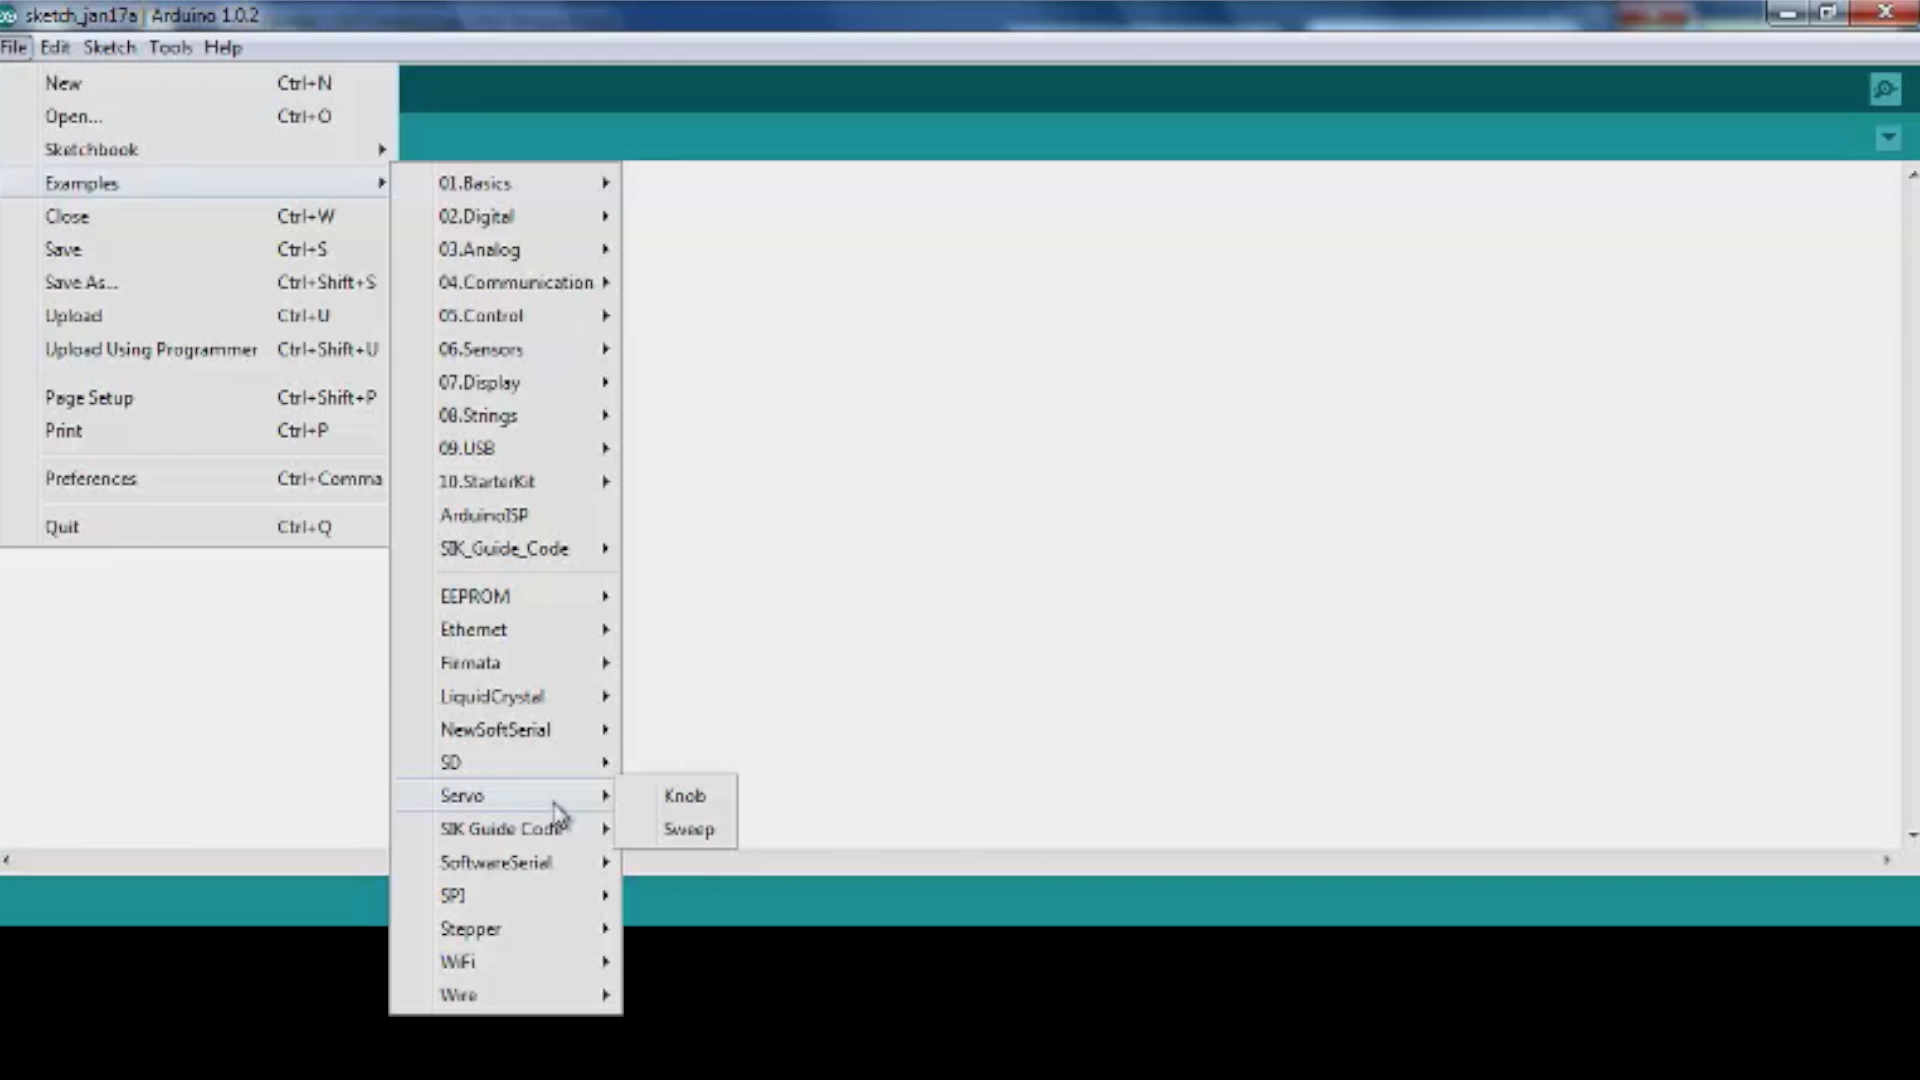 sketch_jan17a | Arduino 1.0.2
File Edit Sketch Tools Help
New Ctrl+N
Open... Ctrl+O
Sketchbook
Examples
Close Ctrl+W
Save Ctrl+S
Save As... Ctrl+Shift+S
Upload Ctrl+U
Upload Using Programmer Ctrl+Shift+U
Page Setup Ctrl+Shift+P
Print Ctrl+P
Preferences Ctrl+Comma
Quit Ctrl+Q
01.Basics
02.Digital
03.Analog
04.Communication
05.Control
06.Sensors
07.Display
08.Strings
09.USB
10.StarterKit
ArduinoISP
SIK_Guide_Code
EEPROM
Ethernet
Firmata
LiquidCrystal
NewSoftSerial
SD
Servo
SIK Guide Code
SoftwareSerial
SPI
Stepper
WiFi
Wire
Knob
Sweep